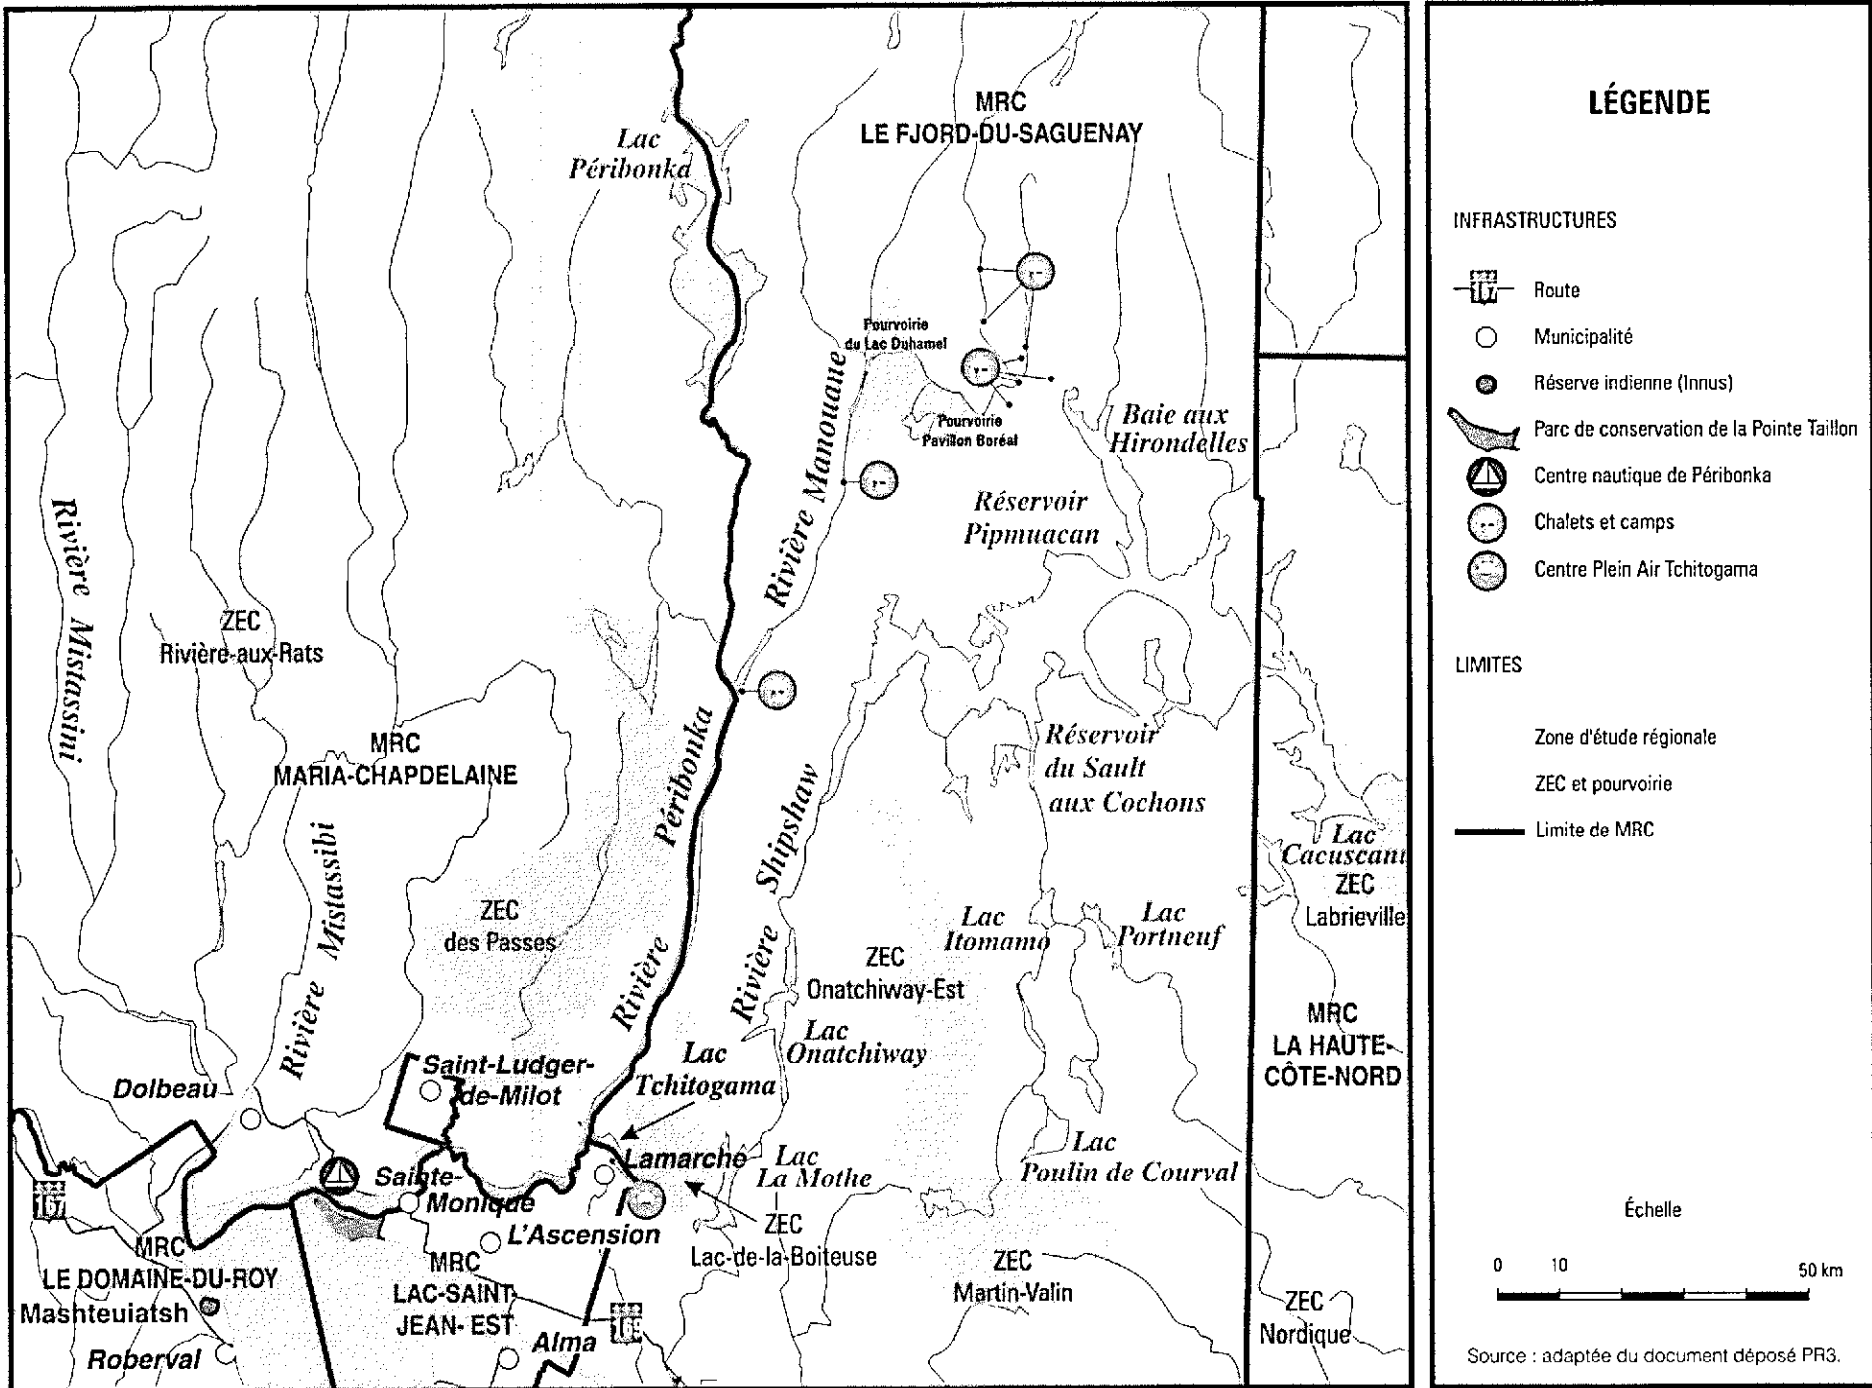 MRC
LE FJORD-DU-SAGUENAY
Lac
Péribonka
Pourvoirie
du Lac Duhamel
Pourvoirie
Pavillon Boréal
Baie aux
Hirondelles
Rivière Manouane
Réservoir
Pipmuacan
Rivière Mistassini
ZEC
Rivière-aux-Rats
MRC
MARIA-CHAPDELAINE
Rivière Péribonka
Rivière Shipshaw
Réservoir
du Sault
aux Cochons
Lac
Cacuscan
ZEC
Labrieville
Rivière Mistassibi
ZEC
des Passes
Lac
Itomamo
Lac
Portneuf
ZEC
Onatchiway-Est
Lac
Onatchiway
MRC
LA HAUTE-
CÔTE-NORD
Lac
Tchitogama
Saint-Ludger-
de-Milot
Dolbeau
Lamarche
Lac
La Mothe
Lac
Poulin de Courval
Sainte-
Monique
167
L'Ascension
ZEC
Lac-de-la-Boiteuse
MRC
LE DOMAINE-DU-ROY
Mashteuiatsh
MRC
LAC-SAINT-
JEAN-EST
ZEC
Martin-Valin
ZEC
Nordique
Roberval
Alma
LÉGENDE
INFRASTRUCTURES
Route
Municipalité
Réserve indienne (Innus)
Parc de conservation de la Pointe Taillon
Centre nautique de Péribonka
Chalets et camps
Centre Plein Air Tchitogama
LIMITES
Zone d'étude régionale
ZEC et pourvoirie
Limite de MRC
Échelle
0 10 50 km
Source : adaptée du document déposé PR3.